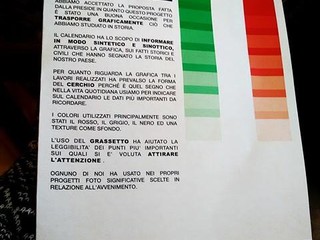 ABBIAMO ACCETTATO LA PROPOSTA FATTA
DALLA PRESIDE IN QUANTO QUESTO PROGETTO
È STATO UNA BUONA OCCASIONE PER
TRASPORRE GRAFICAMENTE CIÒ CHE
ABBIAMO STUDIATO IN STORIA.
IL CALENDARIO HA LO SCOPO DI INFORMARE
IN MODO SINTETICO E SINOTTICO,
ATTRAVERSO LA GRAFICA, SUI FATTI STORICI E
CIVILI CHE HANNO SEGNATO LA STORIA DEL
NOSTRO PAESE.
PER QUANTO RIGUARDA LA GRAFICA TRA I
LAVORI REALIZZATI HA PREVALSO LA FORMA
DEL CERCHIO PERCHÉ È QUEL SEGNO CHE
NELLA VITA QUOTIDIANA USIAMO PER INDICARE
SUL CALENDARIO LE DATE PIÙ IMPORTANTI DA
RICORDARE.
I COLORI UTILIZZATI PRINCIPALMENTE SONO
STATI IL ROSSO, IL GRIGIO, IL NERO ED UNA
TEXTURE COME SFONDO.
L'USO DEL GRASSETTO HA AIUTATO LA
LEGGIBILITA' DEI PUNTI PIU' IMPORTANTI
SUI QUALI SI E' VOLUTA ATTIRARE
L'ATTENZIONE .
OGNUNO DI NOI HA USATO NEI PROPRI
PROGETTI FOTO SIGNIFICATIVE SCELTE IN
RELAZIONE ALL'AVVENIMENTO.